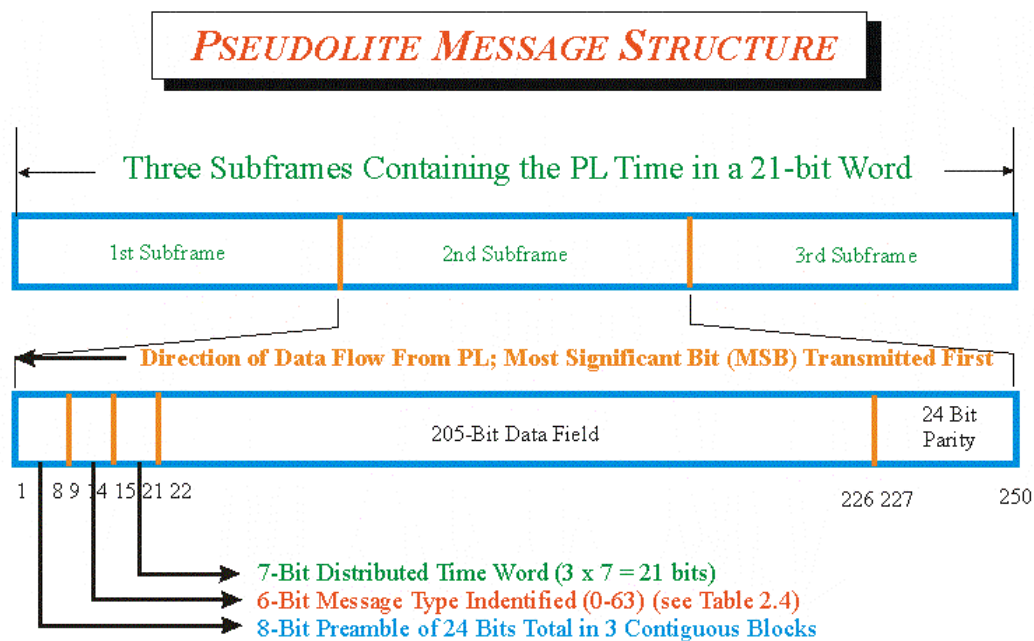 PSEUDOLITE MESSAGE STRUCTURE
Three Subframes Containing the PL Time in a 21-bit Word
1st Subframe 2nd Subframe 3rd Subframe
Direction of Data Flow From PL; Most Significant Bit (MSB) Transmitted First
205-Bit Data Field
24 Bit
Parity
1 8 9 14 15 21 22 226 227 250
7-Bit Distributed Time Word (3 x 7 = 21 bits)
6-Bit Message Type Indentified (0-63) (see Table 2.4)
8-Bit Preamble of 24 Bits Total in 3 Contiguous Blocks